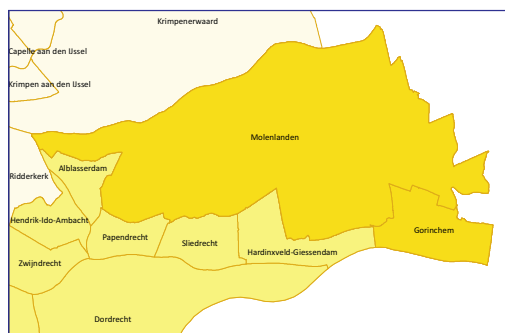 Krimpenerwaard
Capelle aan den IJssel
Krimpen aan den IJssel
Molenlanden
Alblasserdam
Ridderkerk
Hendrik-Ido-Ambacht
Papendrecht
Sliedrecht
Gorinchem
Hardinxveld-Giessendam
Zwijndrecht
Dordrecht